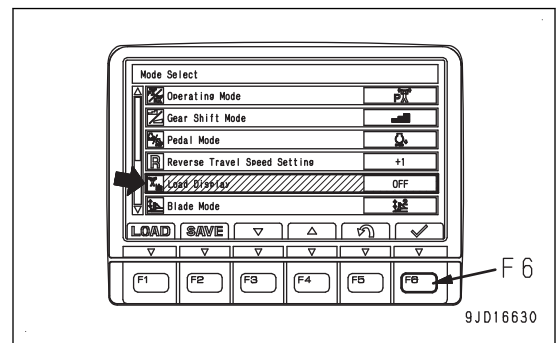 Mode Select
Operating Mode P
Gear Shift Mode
Pedal Mode
R Reverse Travel Speed Setting +1
Load Display OFF
Blade Mode
LOAD SAVE
F1 F2 F3 F4 F5 F6
F6
9JD16630